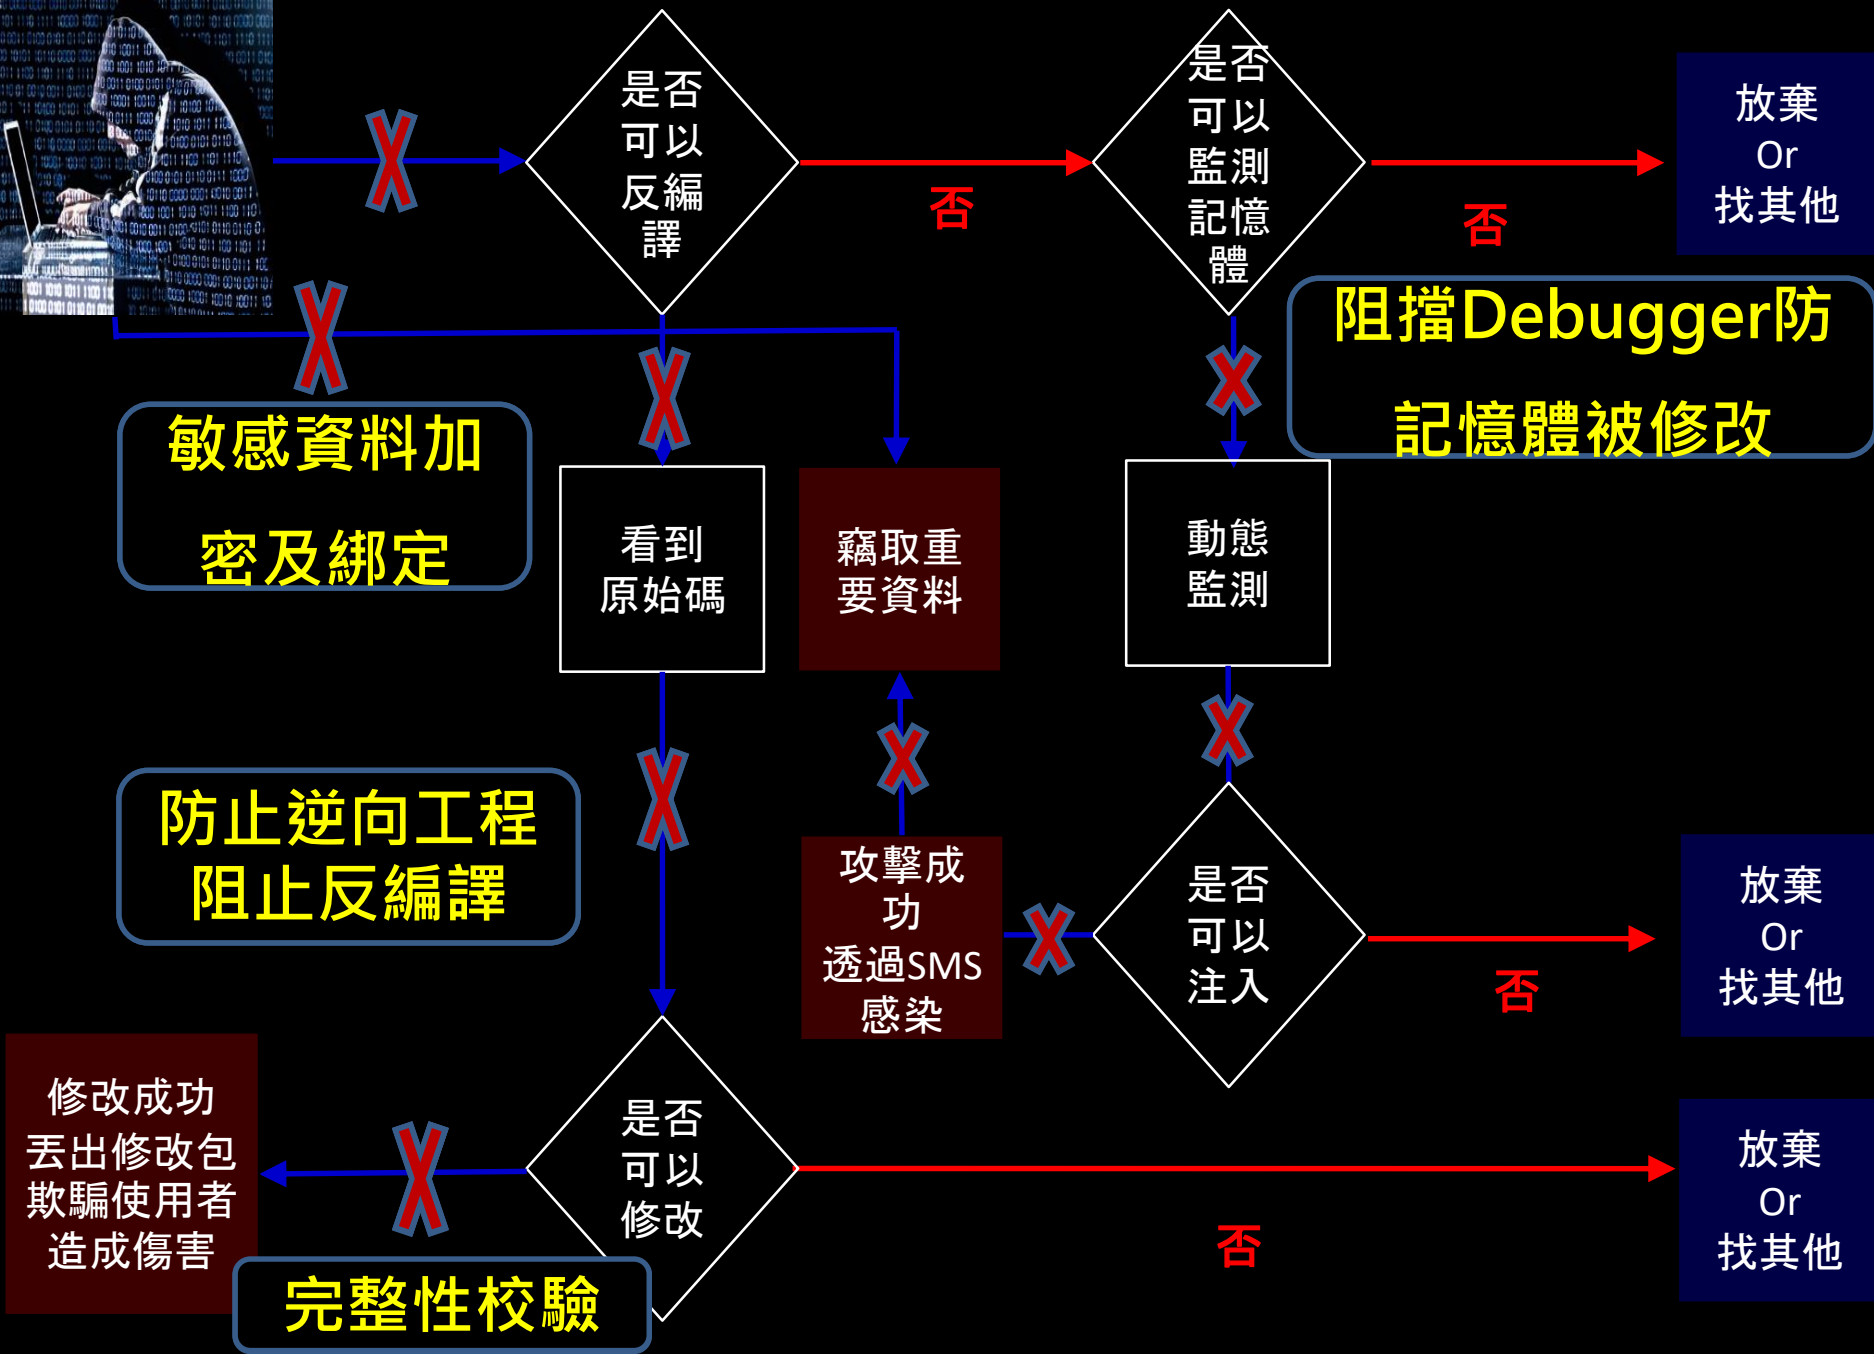 是否
可以
反編
譯
否
是否
可以
監測
記憶
體
否
放棄
Or
找其他
阻擋Debugger防
記憶體被修改
敏感資料加
密及綁定
看到
原始碼
竊取重
要資料
動態
監測
防止逆向工程
阻止反編譯
攻擊成
功
透過SMS
感染
是否
可以
注入
否
放棄
Or
找其他
修改成功
丟出修改包
欺騙使用者
造成傷害
是否
可以
修改
否
放棄
Or
找其他
完整性校驗